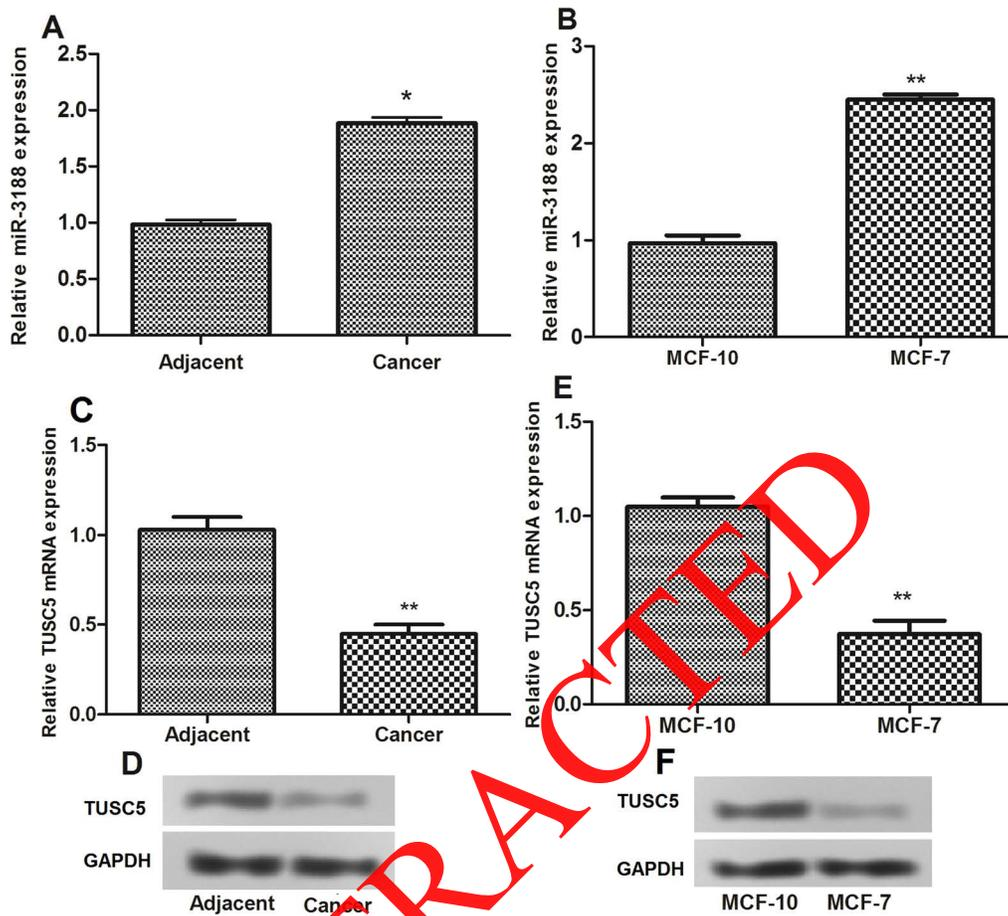 A
Relative miR-3188 expression
2.5
2.0
1.5
1.0
0.5
0.0
*
Adjacent
Cancer
B
Relative miR-3188 expression
3
2
1
0
**
MCF-10
MCF-7
C
Relative TUSC5 mRNA expression
1.5
1.0
0.5
0.0
**
Adjacent
Cancer
E
Relative TUSC5 mRNA expression
1.5
1.0
0.5
0.0
**
MCF-10
MCF-7
D
TUSC5
GAPDH
Adjacent Cancer
F
TUSC5
GAPDH
MCF-10 MCF-7
TRACTED